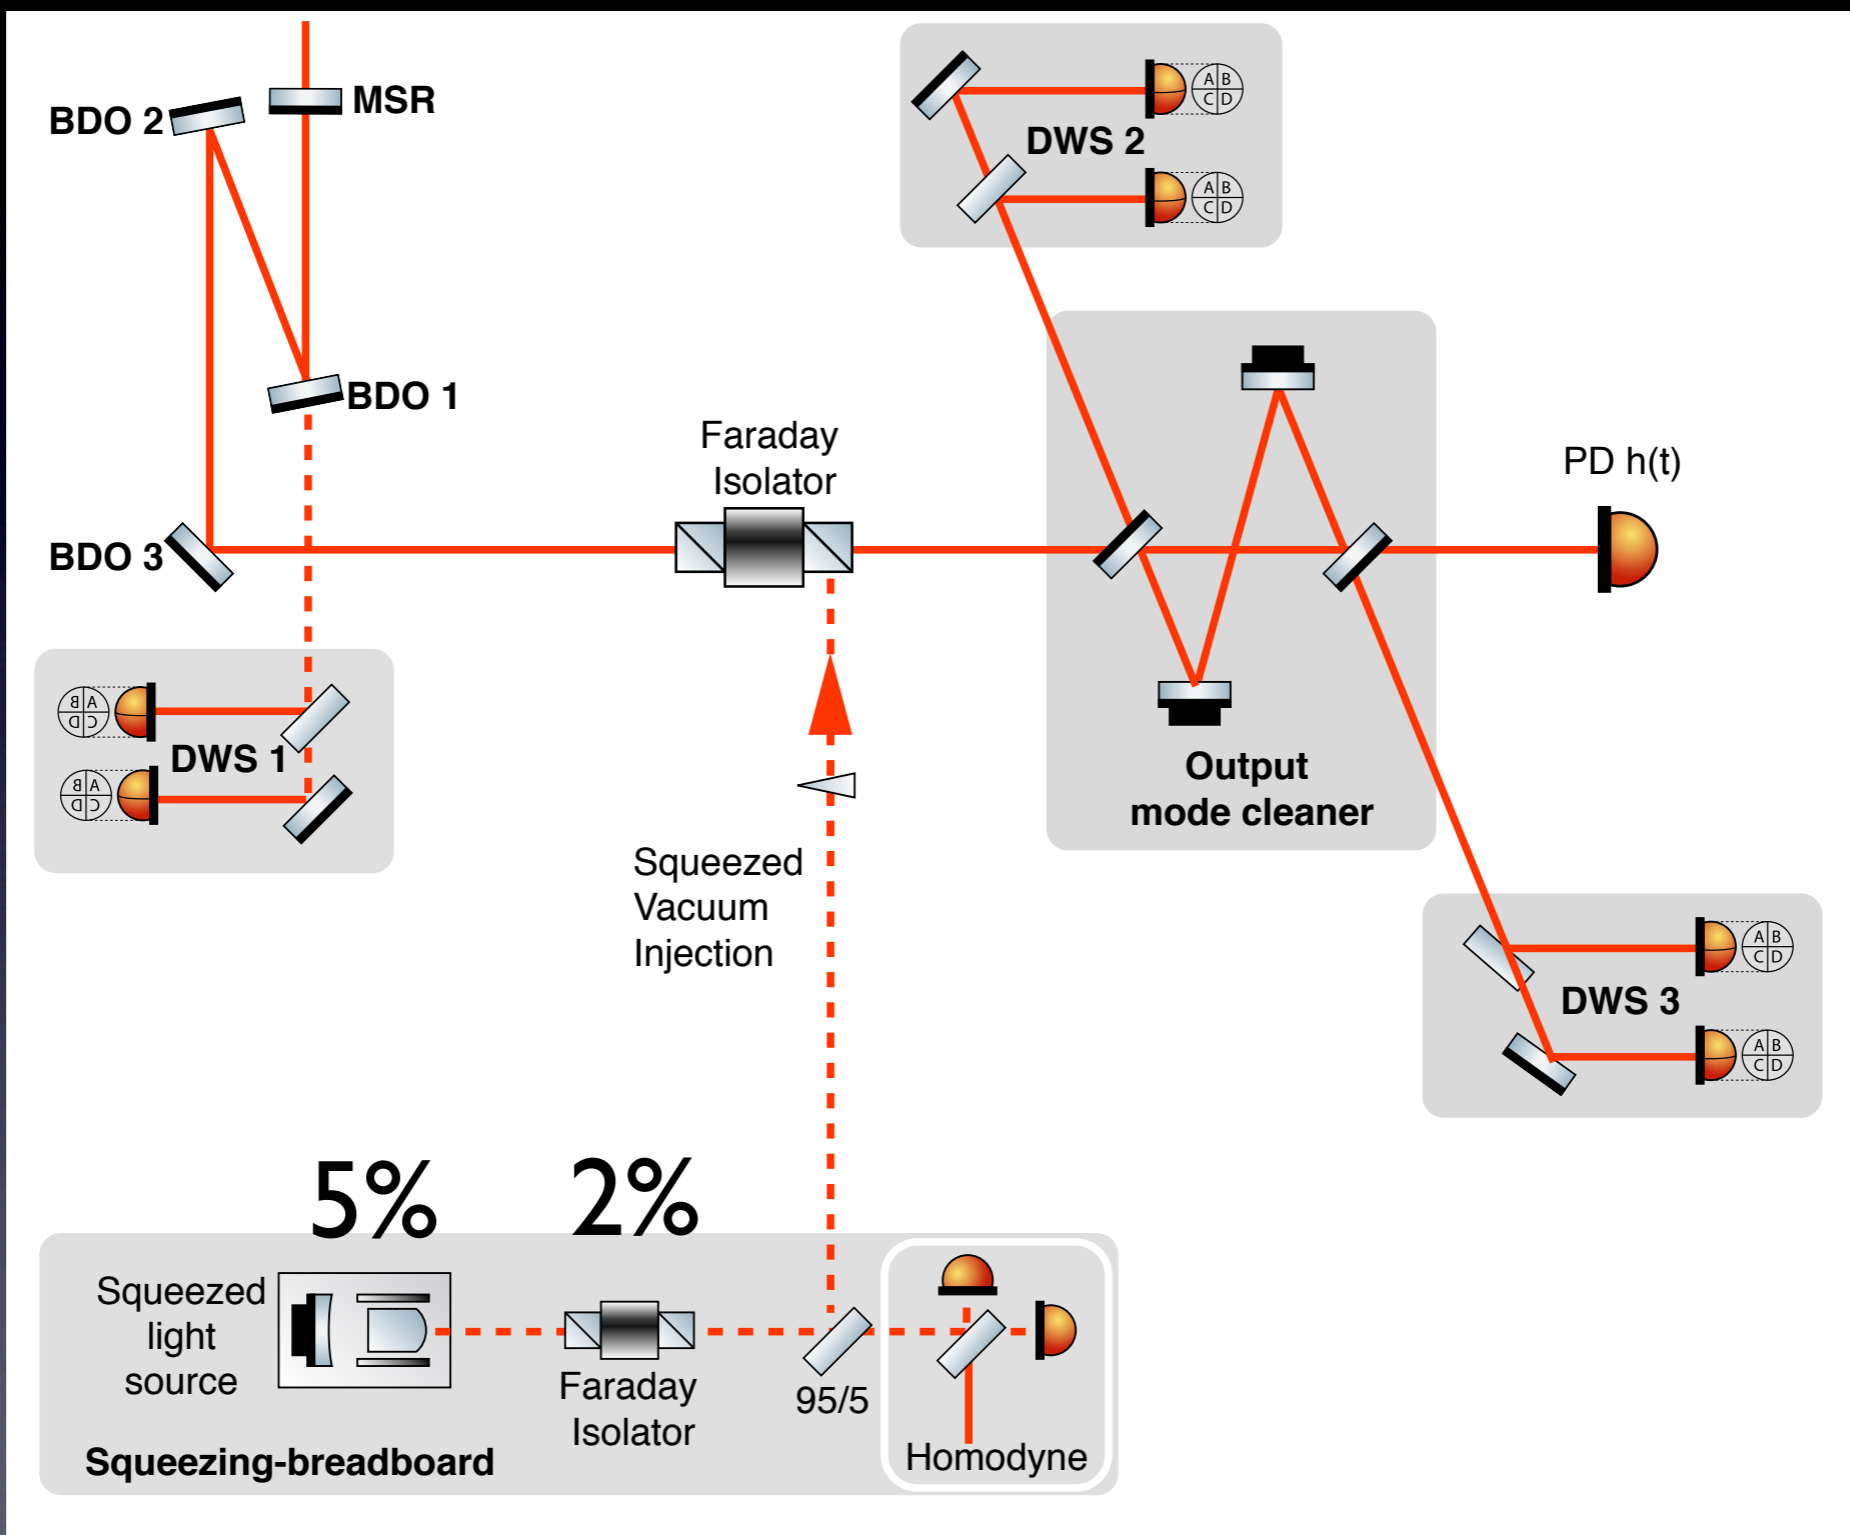 MSR
BDO 2
BDO 1
BDO 3
DWS 2
A B
C D
A B
C D
Faraday
Isolator
PD h(t)
DWS 1
A B
C D
A B
C D
Output
mode cleaner
Squeezed
Vacuum
Injection
DWS 3
A B
C D
A B
C D
5%
2%
Squeezed
light
source
Faraday
Isolator
95/5
Homodyne
Squeezing-breadboard